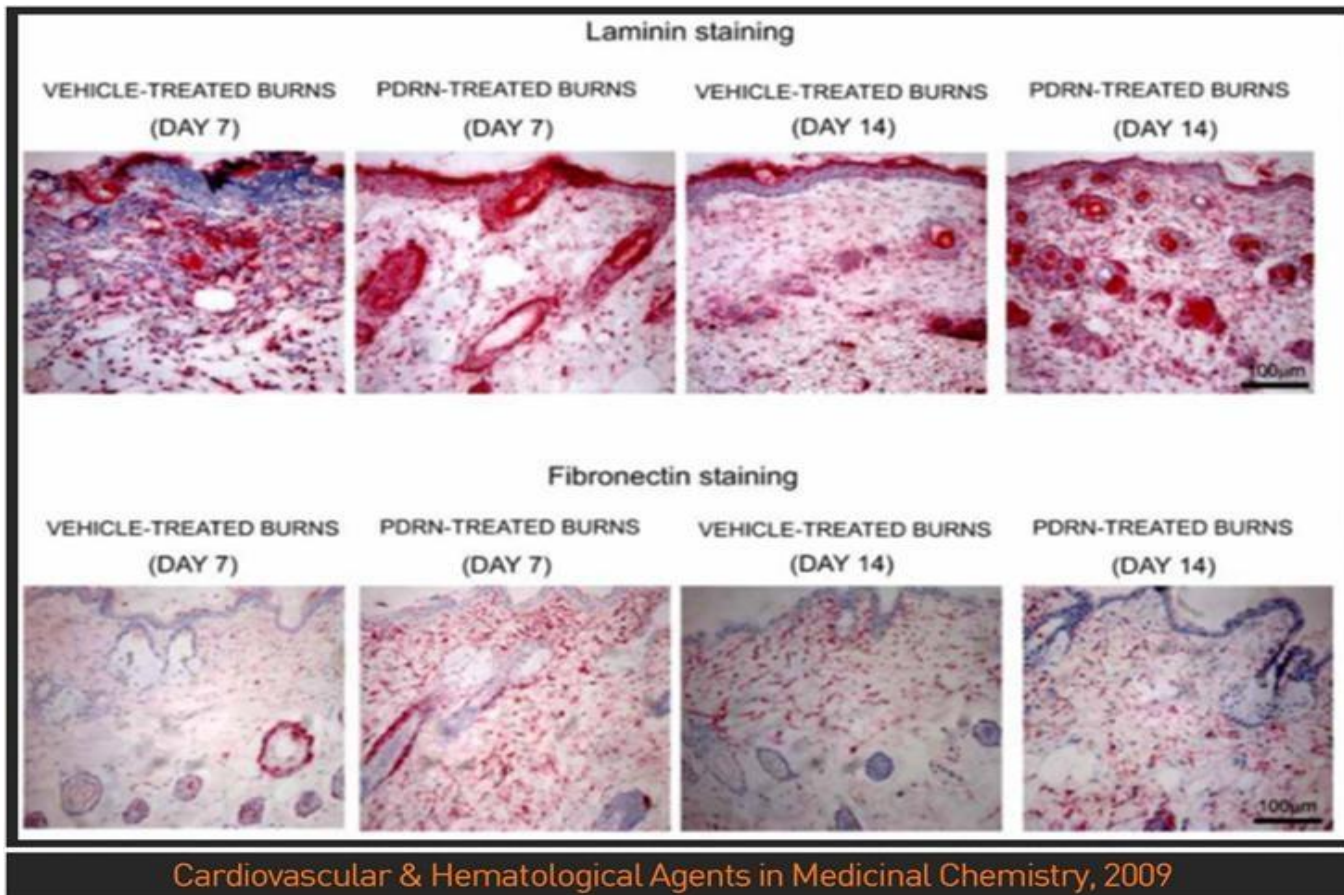 Laminin staining
VEHICLE-TREATED BURNS PDRN-TREATED BURNS VEHICLE-TREATED BURNS PDRN-TREATED BURNS
(DAY 7) (DAY 7) (DAY 14) (DAY 14)
100µm
Fibronectin staining
VEHICLE-TREATED BURNS PDRN-TREATED BURNS VEHICLE-TREATED BURNS PDRN-TREATED BURNS
(DAY 7) (DAY 7) (DAY 14) (DAY 14)
100µm
Cardiovascular & Hematological Agents in Medicinal Chemistry, 2009